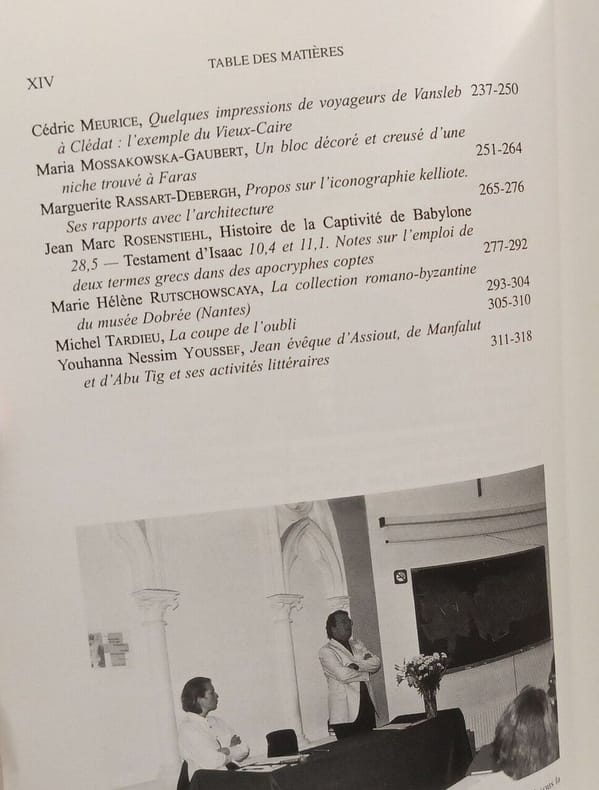 XIV
TABLE DES MATIÈRES
Cédric MEURICE, Quelques impressions de voyageurs de Vansleb 237-250
à Clédat : l'exemple du Vieux-Caire
Maria MOSSAKOWSKA-GAUBERT, Un bloc décoré et creusé d'une
niche trouvé à Faras 251-264
Marguerite RASSART-DEBERGH, Propos sur l'iconographie kelliote.
Ses rapports avec l'architecture 265-276
Jean Marc ROSENSTIEHL, Histoire de la Captivité de Babylone
28,5 — Testament d'Isaac 10,4 et 11,1. Notes sur l'emploi de
deux termes grecs dans des apocryphes coptes 277-292
Marie Hélène RUTSCHOWSCAYA, La collection romano-byzantine
du musée Dobrée (Nantes) 293-304
Michel TARDIEU, La coupe de l'oubli 305-310
Youhanna Nessim YOUSSEF, Jean évêque d'Assiout, de Manfalut
et d'Abu Tig et ses activités littéraires 311-318